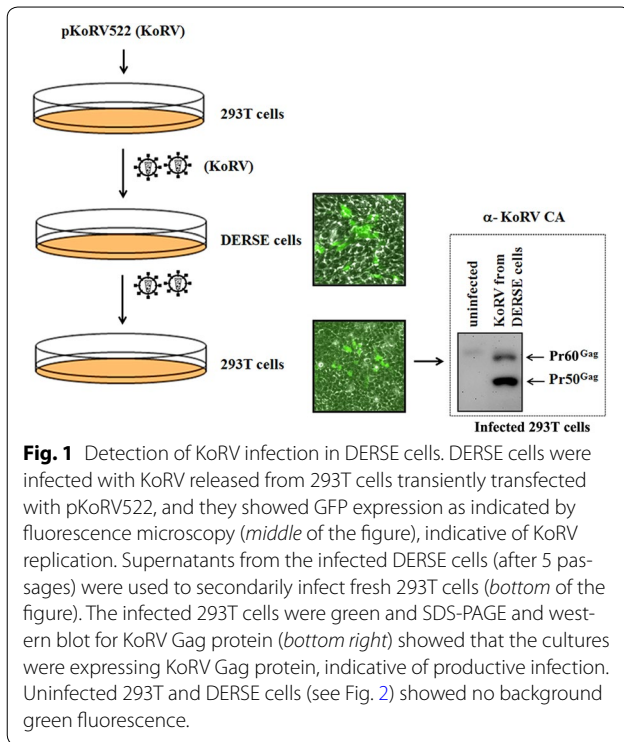 pKoRV522 (KoRV)
293T cells
(KoRV)
DERSE cells
293T cells
α- KoRV CA
uninfected
KoRV from
DERSE cells
Pr60Gag
Pr50Gag
Infected 293T cells
Fig. 1 Detection of KoRV infection in DERSE cells. DERSE cells were
infected with KoRV released from 293T cells transiently transfected
with pKoRV522, and they showed GFP expression as indicated by
fluorescence microscopy (middle of the figure), indicative of KoRV
replication. Supernatants from the infected DERSE cells (after 5 pas-
sages) were used to secondarily infect fresh 293T cells (bottom of the
figure). The infected 293T cells were green and SDS-PAGE and west-
ern blot for KoRV Gag protein (bottom right) showed that the cultures
were expressing KoRV Gag protein, indicative of productive infection.
Uninfected 293T and DERSE cells (see Fig. 2) showed no background
green fluorescence.